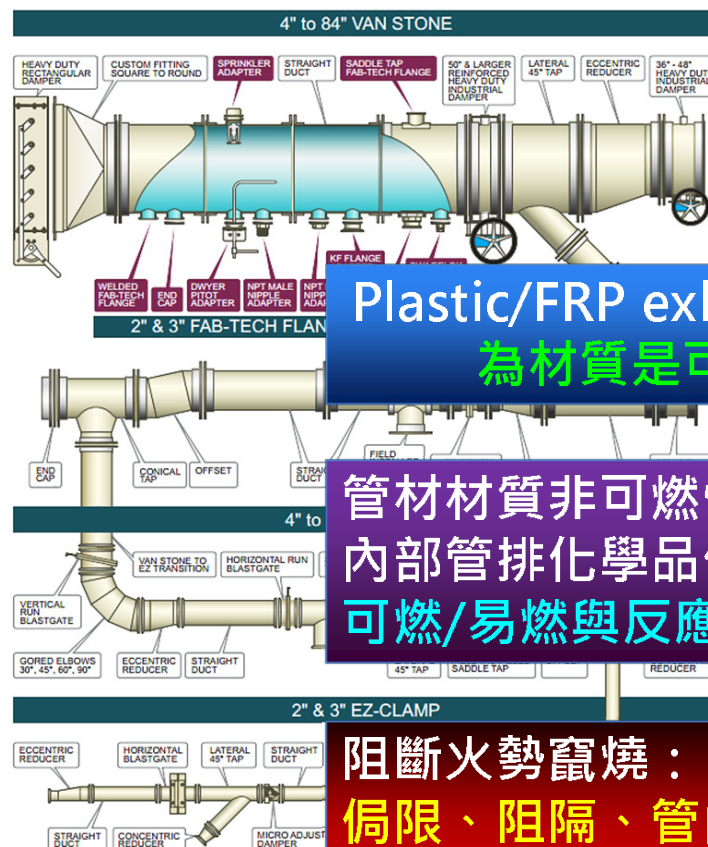 4" to 84" VAN STONE
HEAVY DUTY
RECTANGULAR
DAMPER
CUSTOM FITTING
SQUARE TO ROUND
SPRINKLER
ADAPTER
STRAIGHT
DUCT
SADDLE TAP
FAB-TECH FLANGE
50" & LARGER
REINFORCED
HEAVY DUTY
INDUSTRIAL
DAMPER
LATERAL
45° TAP
ECCENTRIC
REDUCER
36" - 48"
HEAVY DUTY
INDUSTRIAL
DAMPER
WELDED
FAB-TECH
FLANGE
END
CAP
DWYER
PITOT
ADAPTER
NPT MALE
NIPPLE
ADAPTER
NPT
KF FLANGE
Plastic/FRP
為材質是可
2" & 3" FAB-TECH
END
CAP
CONICAL
TAP
OFFSET
DUCT
FIELD
管材材質非可燃
內部管排化學品
可燃/易燃與反應
4" to
VAN STONE TO
EZ TRANSITION
HORIZONTAL RUN
BLASTGATE
VERTICAL
RUN
BLASTGATE
GORED ELBOWS
30°, 45°, 60°, 90°
ECCENTRIC
REDUCER
STRAIGHT
DUCT
45° TAP
SADDLE TAP
REDUCER
2" & 3" EZ-CLAMP
ECCENTRIC
REDUCER
HORIZONTAL
BLASTGATE
LATERAL
45° TAP
STRAIGHT
DUCT
阻斷火勢竄燒：
侷限、阻隔、管
STRAIGHT
DUCT
CONCENTRIC
REDUCER
MICRO ADJUST
DAMPER